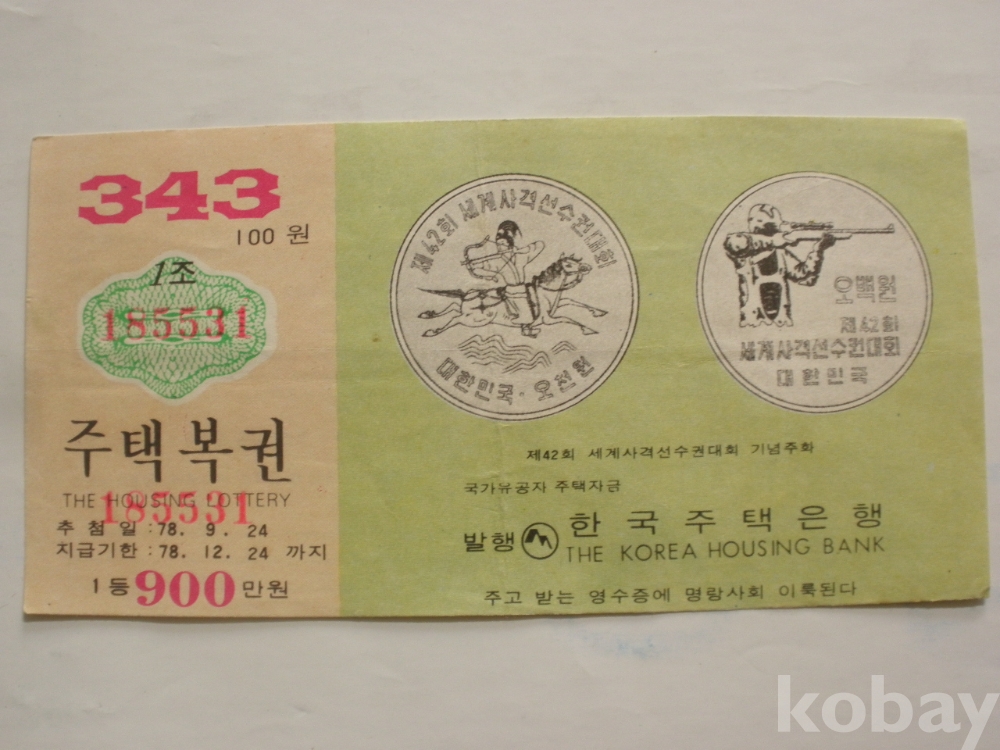 343
100 원
1조
185531
주택복권
THE HOUSING LOTTERY
185531
추 첨 일 : 78. 9. 24
지급기한 : 78. 12. 24 까지
1등 900 만원
제42회 세계사격선수권대회
대한민국 · 오천원
오백원
제42회
세계사격선수권대회
대한민국
제42회 세계사격선수권대회 기념주화
국가유공자 주택자금
발행 한국주택은행
THE KOREA HOUSING BANK
주고 받는 영수증에 명랑사회 이룩된다
kobay